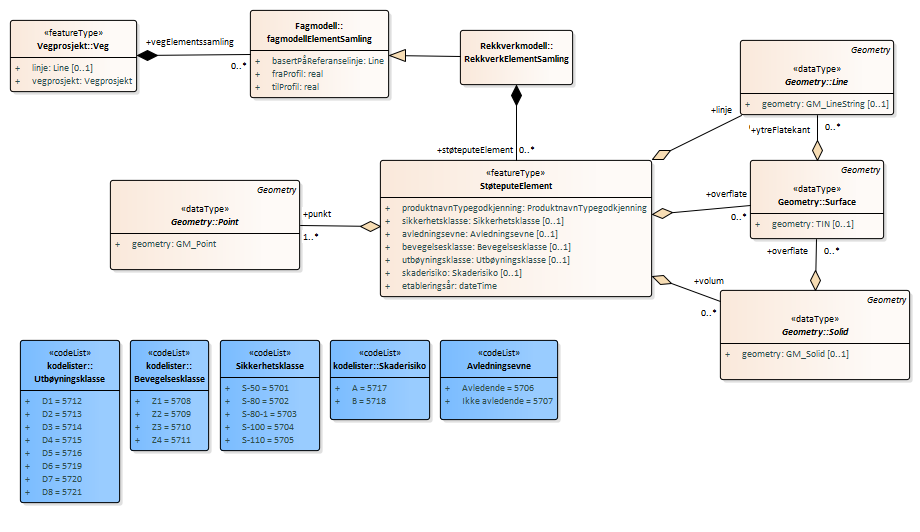 «featureType»
Vegprosjekt::Veg
+ linje: Line [0..1]
+ vegprosjekt: Vegprosjekt
+vegElementssamling
0..*
Fagmodell::
fagmodellElementSamling
+ basertPåReferanselinje: Line
+ fraProfil: real
+ tilProfil: real
Rekkverkmodell::
RekkverkElementSamling
+støteputeElement 0..*
Geometry
«dataType»
Geometry::Line
+ geometry: GM_LineString [0..1]
+linje
+ytreFlatekant 0..*
Geometry
«dataType»
Geometry::Point
+ geometry: GM_Point
+punkt
1..*
«featureType»
StøteputeElement
+ produktnavnTypegodkjenning: ProduktnavnTypegodkjenning
+ sikkerhetsklasse: Sikkerhetsklasse [0..1]
+ avledningsevne: Avledningsevne [0..1]
+ bevegelsesklasse: Bevegelsesklasse [0..1]
+ utbøyningsklasse: Utbøyningsklasse [0..1]
+ skaderisiko: Skaderisiko [0..1]
+ etableringsår: dateTime
+overflate
0..*
Geometry
«dataType»
Geometry::Surface
+ geometry: TIN [0..1]
+overflate 0..*
+volum
0..*
Geometry
«dataType»
Geometry::Solid
+ geometry: GM_Solid [0..1]
«codeList»
kodelister::
Utbøyningsklasse
+ D1 = 5712
+ D2 = 5713
+ D3 = 5714
+ D4 = 5715
+ D5 = 5716
+ D6 = 5719
+ D7 = 5720
+ D8 = 5721
«codeList»
kodelister::
Bevegelsesklasse
+ Z1 = 5708
+ Z2 = 5709
+ Z3 = 5710
+ Z4 = 5711
«codeList»
Sikkerhetsklasse
+ S-50 = 5701
+ S-80 = 5702
+ S-80-1 = 5703
+ S-100 = 5704
+ S-110 = 5705
«codeList»
kodelister::Skaderisiko
+ A = 5717
+ B = 5718
«codeList»
Avledningsevne
+ Avledende = 5706
+ Ikke avledende = 5707